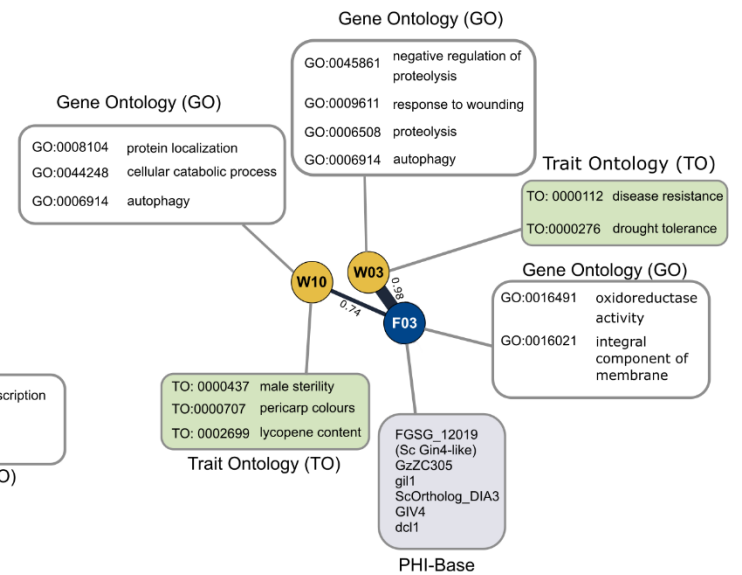 Gene Ontology (GO)
GO:0045861 negative regulation of
proteolysis
GO:0009611 response to wounding
GO:0006508 proteolysis
GO:0006914 autophagy
Gene Ontology (GO)
GO:0008104 protein localization
GO:0044248 cellular catabolic process
GO:0006914 autophagy
Trait Ontology (TO)
TO: 0000112 disease resistance
TO:0000276 drought tolerance
W10
W03
0.98
0.74
F03
Gene Ontology (GO)
GO:0016491 oxidoreductase
activity
GO:0016021 integral
component of
membrane
TO: 0000437 male sterility
TO:0000707 pericarp colours
TO: 0002699 lycopene content
Trait Ontology (TO)
scription
O)
FGSG_12019
(Sc Gin4-like)
GzZC305
gil1
ScOrtholog_DIA3
GIV4
dcl1
PHI-Base